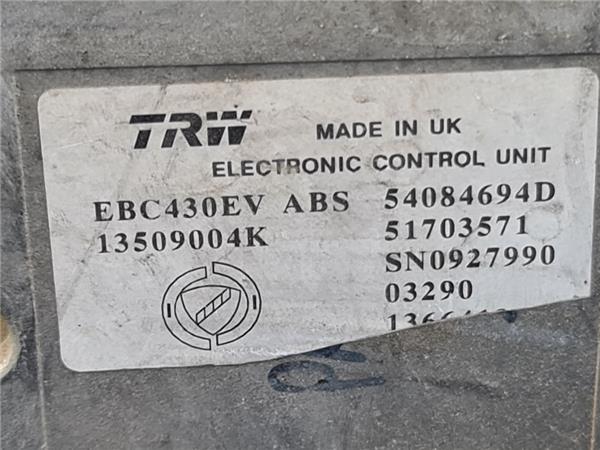 TRW MADE IN UK
ELECTRONIC CONTROL UNIT
EBC430EV ABS 54084694D
13509004K 51703571
SN0927990
03290